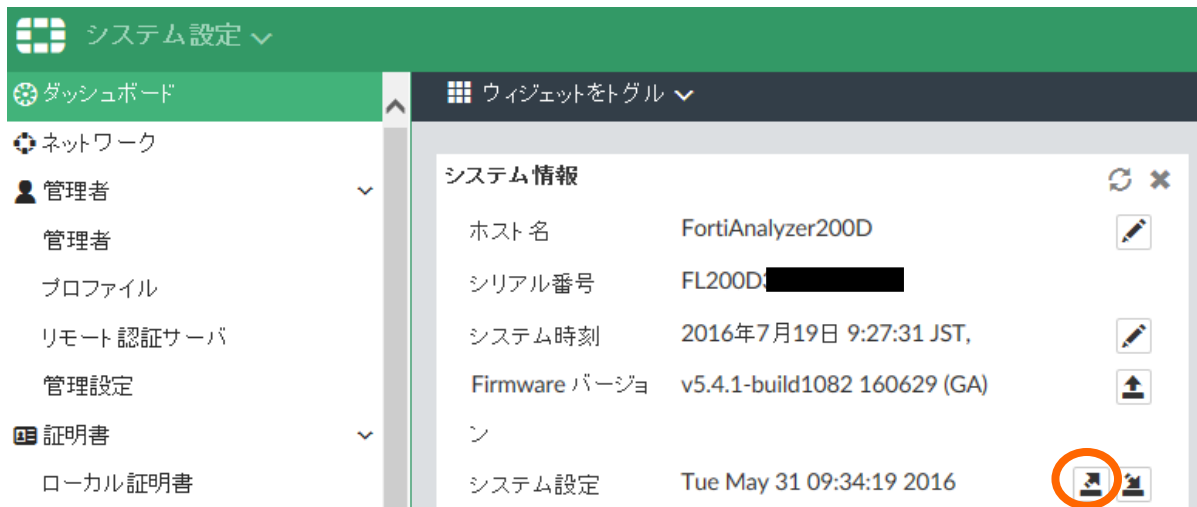 システム設定
ダッシュボード
ウィジェットをトグル
ネットワーク
管理者
管理者
プロファイル
リモート認証サーバ
管理設定
証明書
ローカル証明書
システム情報
ホスト名 FortiAnalyzer200D
シリアル番号 FL200D
システム時刻 2016年7月19日 9:27:31 JST,
Firmware バージョ v5.4.1-build1082 160629 (GA)
ン
システム設定 Tue May 31 09:34:19 2016